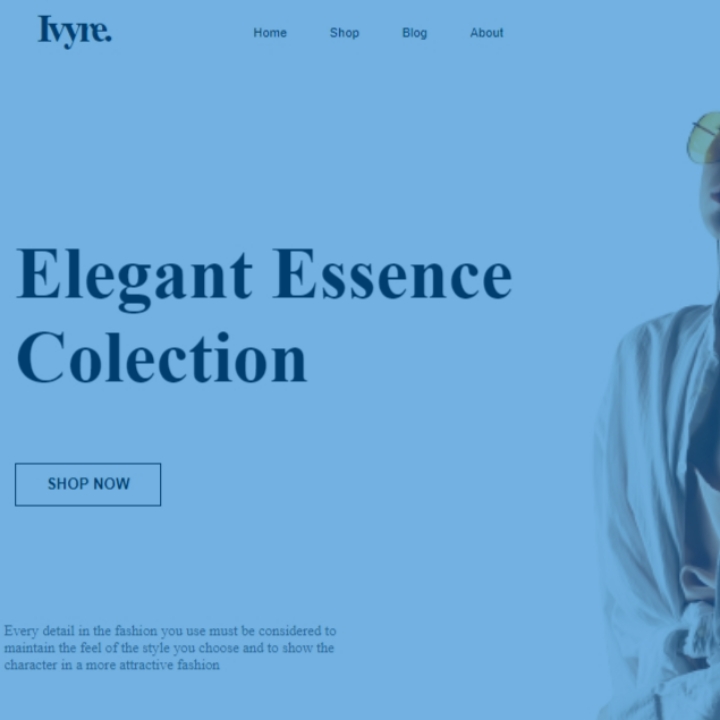 Ivyre.
Home Shop Blog About
Elegant Essence
Colection
SHOP NOW
Every detail in the fashion you use must be considered to
maintain the feel of the style you choose and to show the
character in a more attractive fashion